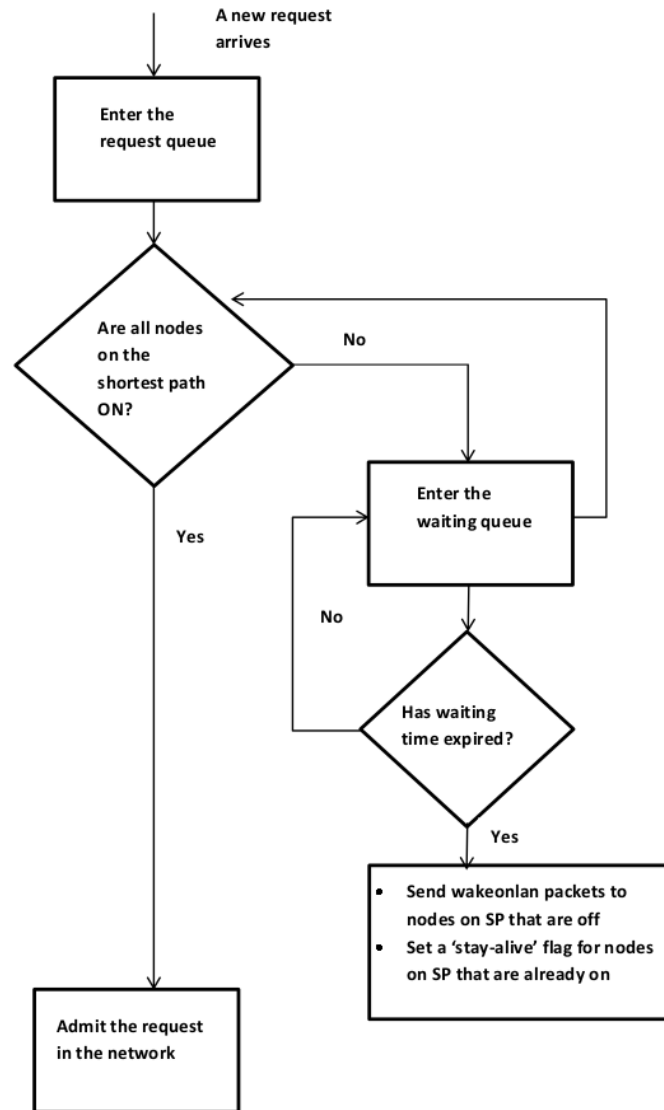 A new request
arrives
Enter the
request queue
Are all nodes
on the
shortest path
ON?
No
Enter the
waiting queue
Yes
No
Has waiting
time expired?
Yes
• Send wakeonlan packets to
nodes on SP that are off
• Set a ‘stay-alive’ flag for nodes
on SP that are already on
Admit the request
in the network